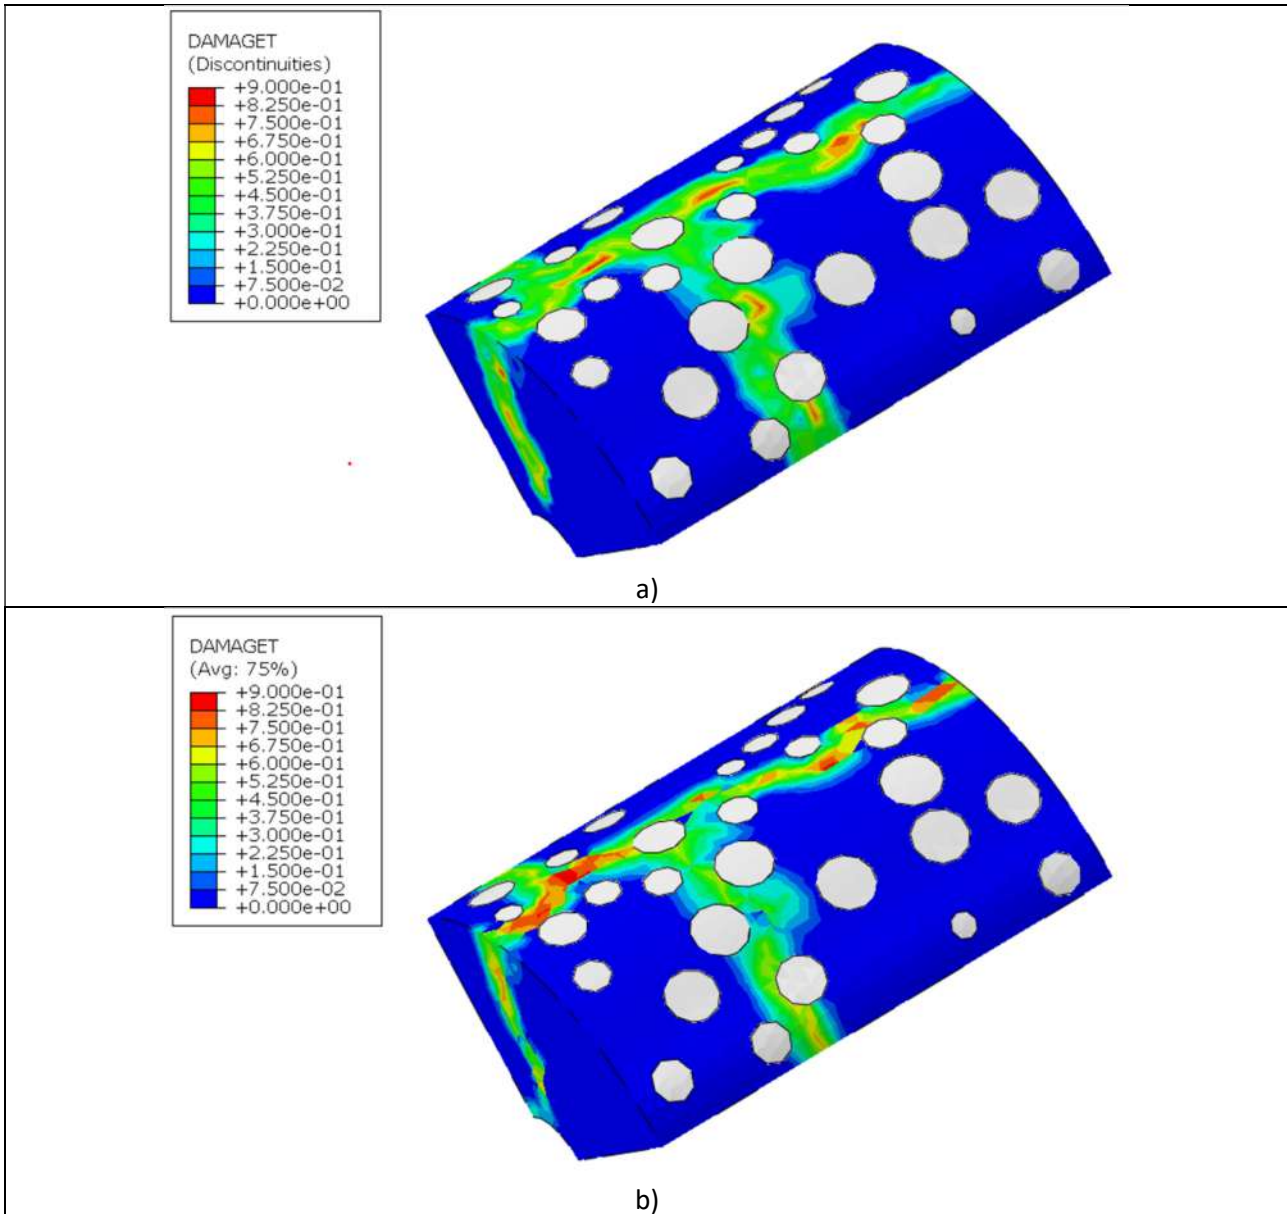 DAMAGET
(Discontinuities)
+9.000e-01
+8.250e-01
+7.500e-01
+6.750e-01
+6.000e-01
+5.250e-01
+4.500e-01
+3.750e-01
+3.000e-01
+2.250e-01
+1.500e-01
+7.500e-02
+0.000e+00
a)
DAMAGET
(Avg: 75%)
+9.000e-01
+8.250e-01
+7.500e-01
+6.750e-01
+6.000e-01
+5.250e-01
+4.500e-01
+3.750e-01
+3.000e-01
+2.250e-01
+1.500e-01
+7.500e-02
+0.000e+00
b)